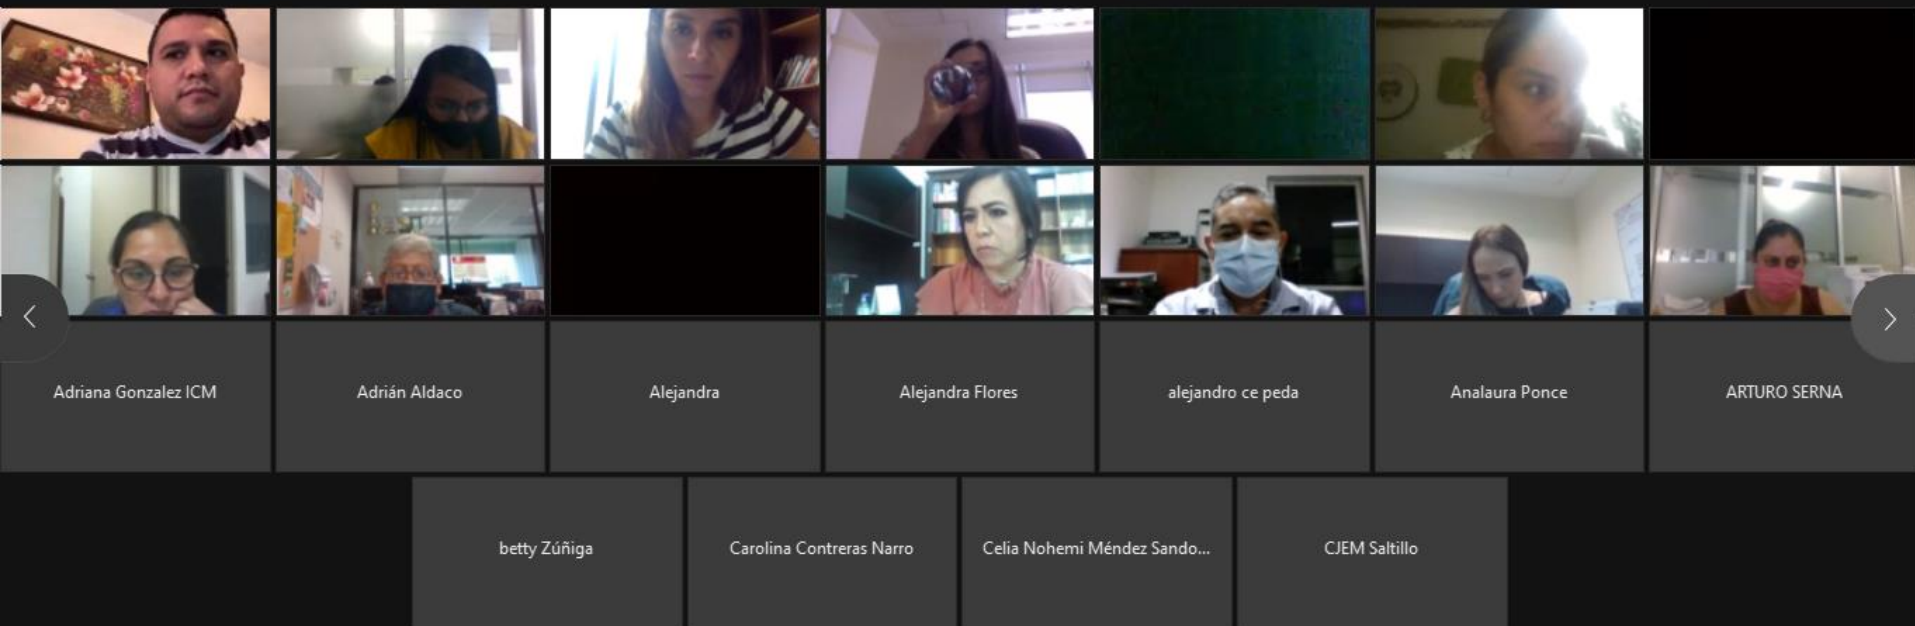 Adriana Gonzalez ICM
Adrián Aldaco
Alejandra
Alejandra Flores
alejandro ce peda
Analaura Ponce
ARTURO SERNA
betty Zúñiga
Carolina Contreras Narro
Celia Nohemi Méndez Sando...
CJEM Saltillo